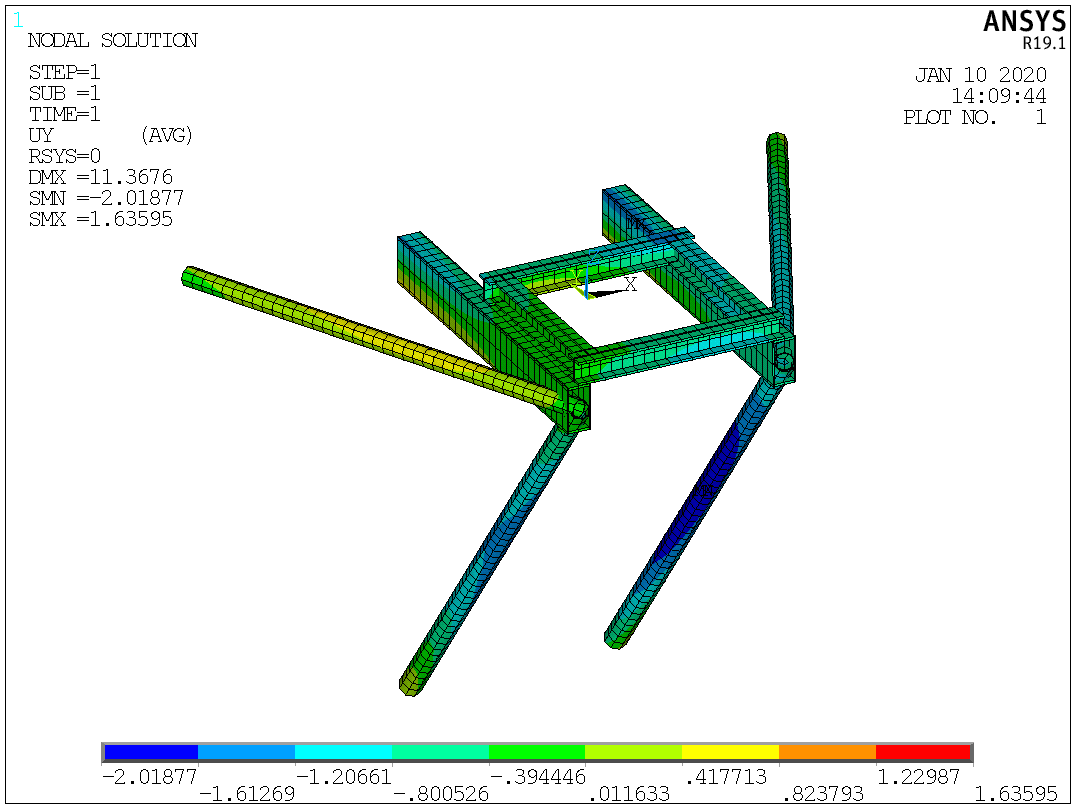 1
NODAL SOLUTION
STEP=1
SUB =1
TIME=1
UY (AVG)
RSYS=0
DMX =11.3676
SMN =-2.01877
SMX =1.63595
ANSYS
R19.1
JAN 10 2020
14:09:44
PLOT NO. 1
X
-2.01877 -1.20661 -.394446 .417713 1.22987
-1.61269 -.800526 .011633 .823793 1.63595